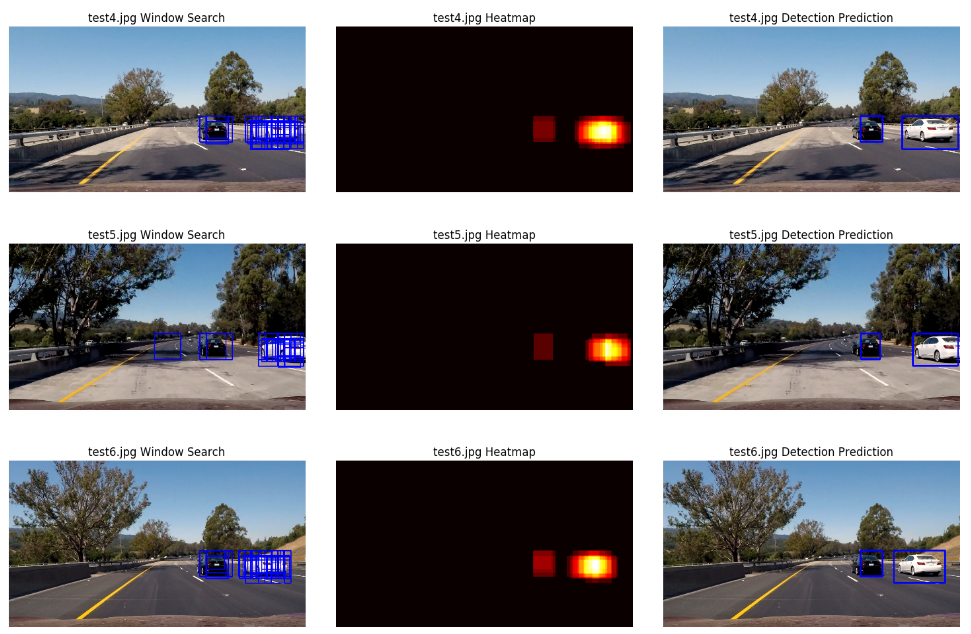 test4.jpg Window Search
test4.jpg Heatmap
test4.jpg Detection Prediction
test5.jpg Window Search
test5.jpg Heatmap
test5.jpg Detection Prediction
test6.jpg Window Search
test6.jpg Heatmap
test6.jpg Detection Prediction